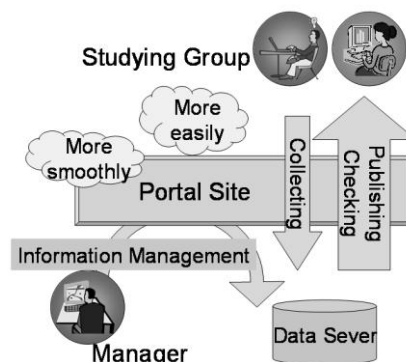 Studying Group
More
easily
More
smoothly
Portal Site
Collecting
Publishing
Checking
Information Management
Manager
Data Sever